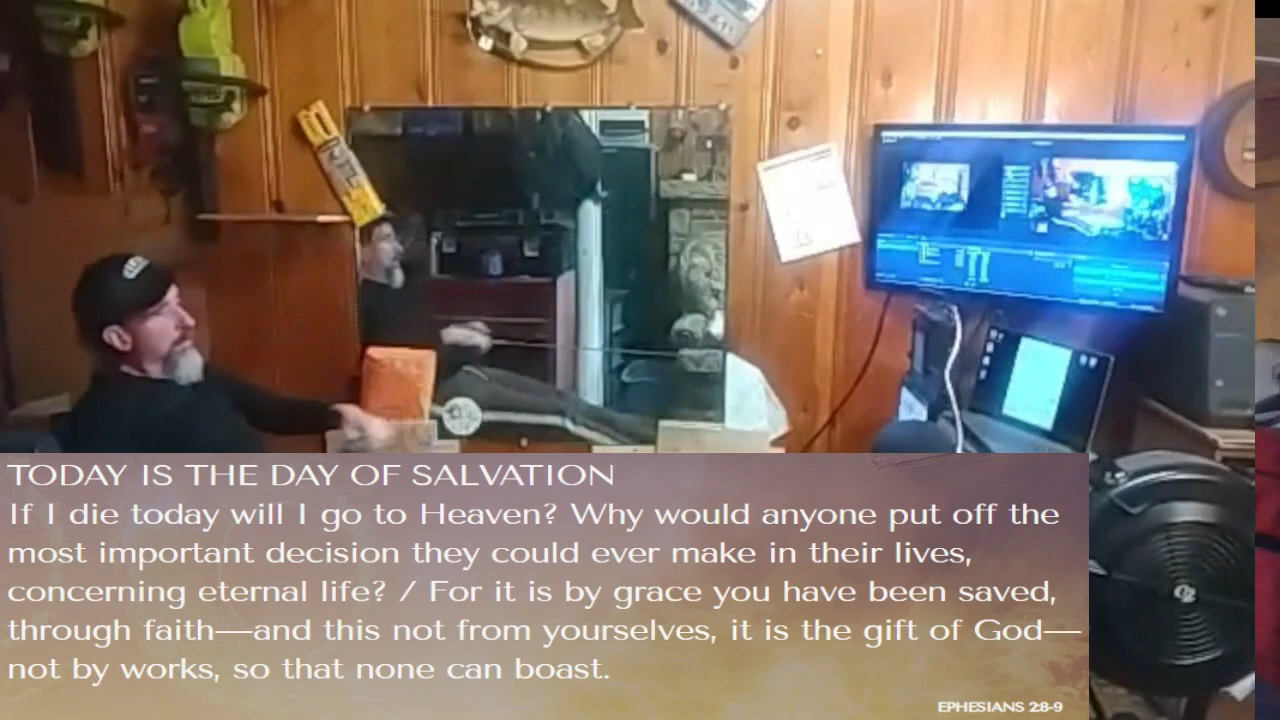 TODAY IS THE DAY OF SALVATION
If I die today will I go to Heaven? Why would anyone put off the
most important decision they could ever make in their lives,
concerning eternal life? / For it is by grace you have been saved,
through faith—and this not from yourselves, it is the gift of God—
not by works, so that none can boast.
EPHESIANS 2:8-9